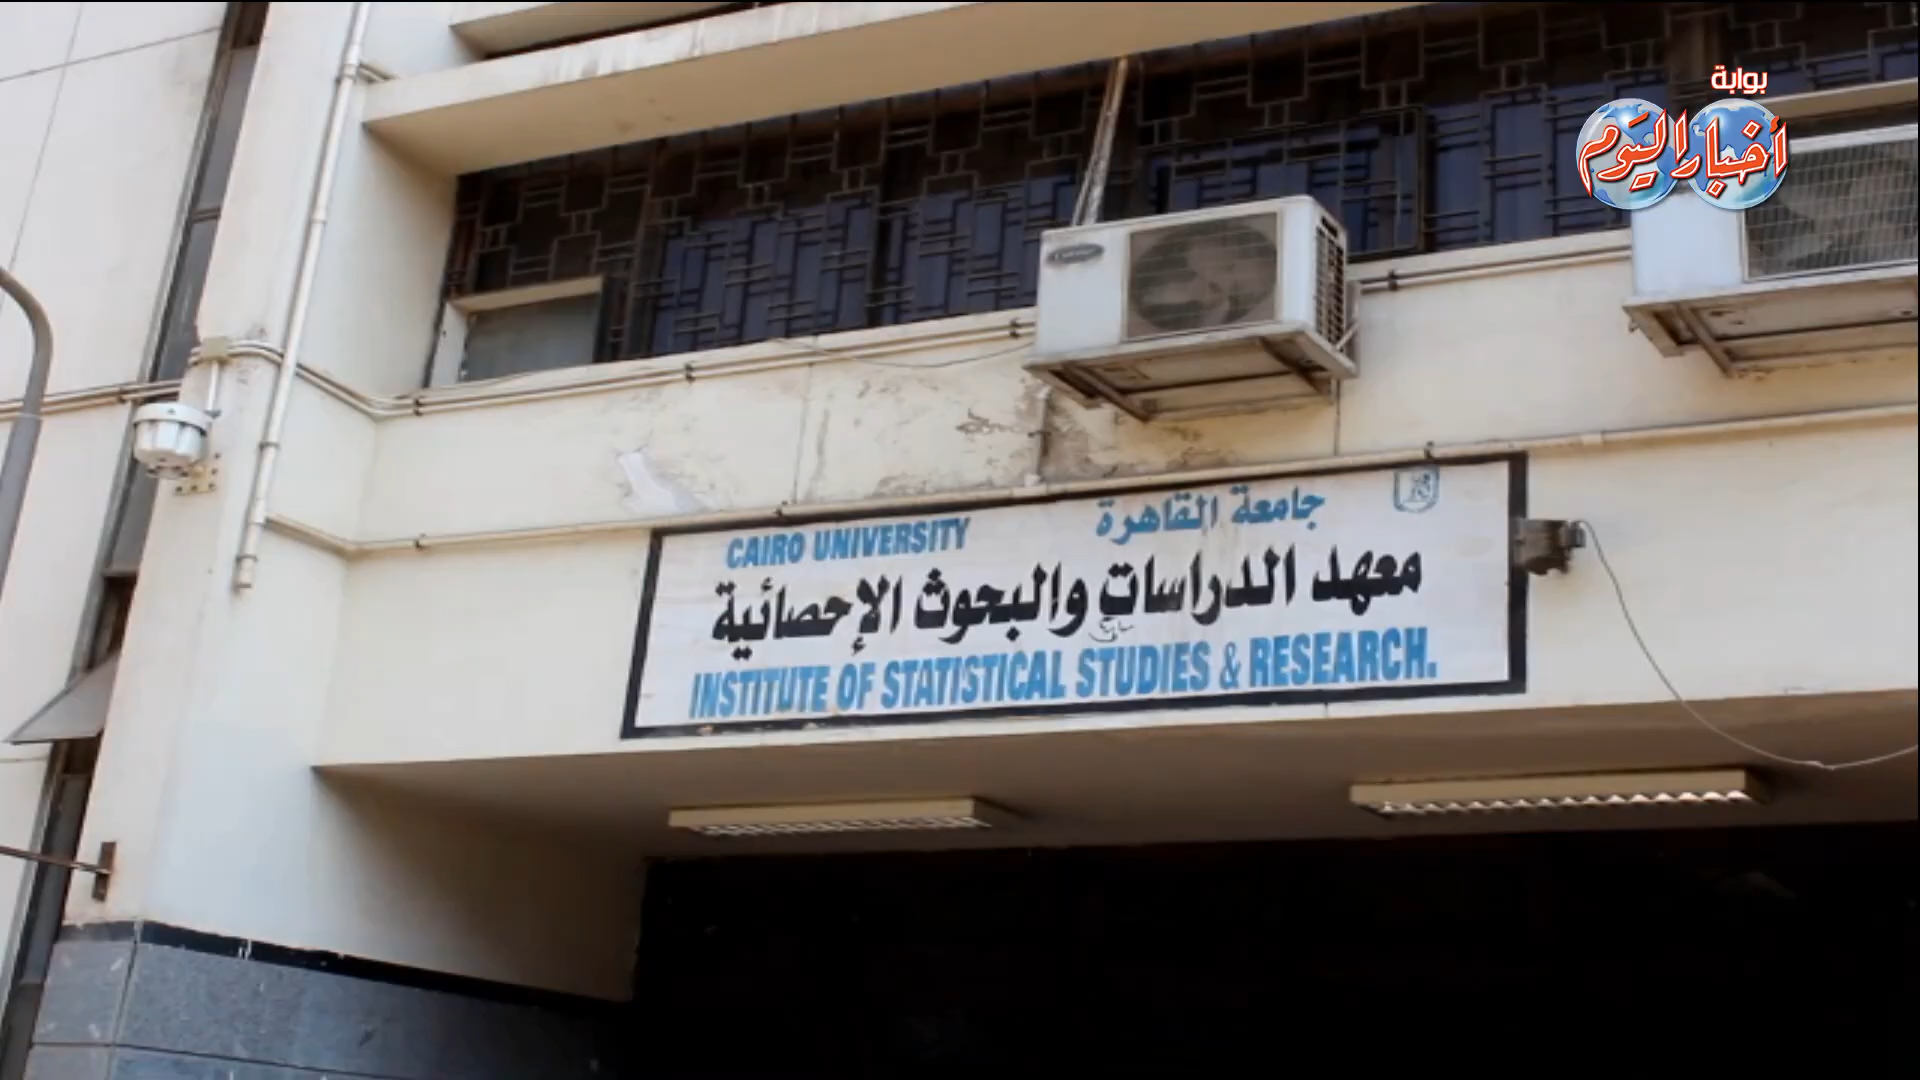 بوابة
أخبار اليوم
جامعة القاهرة
CAIRO UNIVERSITY
معهد الدراسات والبحوث الإحصائية
INSTITUTE OF STATISTICAL STUDIES & RESEARCH.